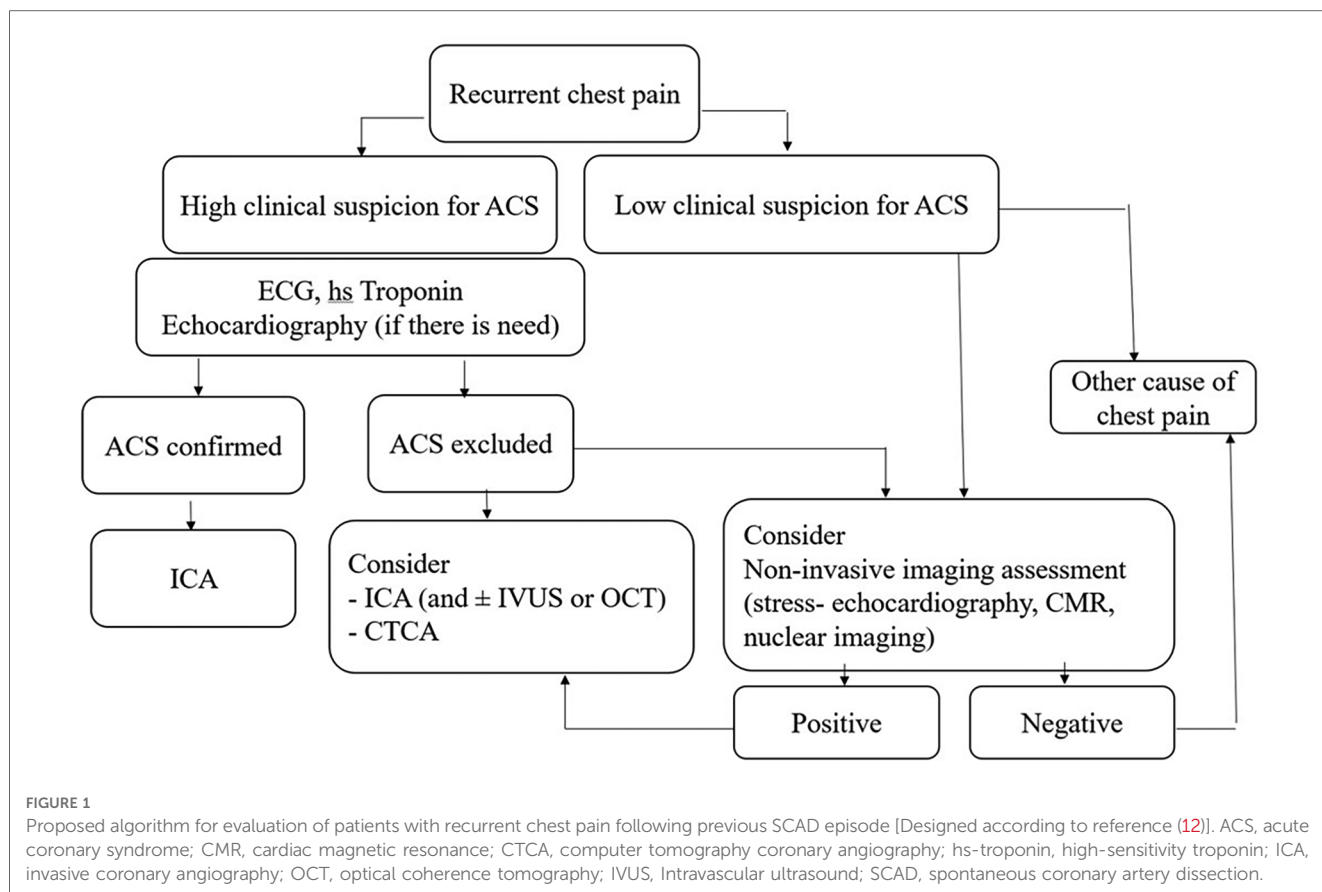 Recurrent chest pain
High clinical suspicion for ACS
Low clinical suspicion for ACS
ECG, hs Troponin
Echocardiography (if there is need)
Other cause of
chest pain
ACS confirmed
ACS excluded
ICA
Consider
- ICA (and ± IVUS or OCT)
- CTCA
Consider
Non-invasive imaging assessment
(stress- echocardiography, CMR,
nuclear imaging)
Positive
Negative
FIGURE 1
Proposed algorithm for evaluation of patients with recurrent chest pain following previous SCAD episode [Designed according to reference (12)]. ACS, acute
coronary syndrome; CMR, cardiac magnetic resonance; CTCA, computer tomography coronary angiography; hs-troponin, high-sensitivity troponin; ICA,
invasive coronary angiography; OCT, optical coherence tomography; IVUS, Intravascular ultrasound; SCAD, spontaneous coronary artery dissection.